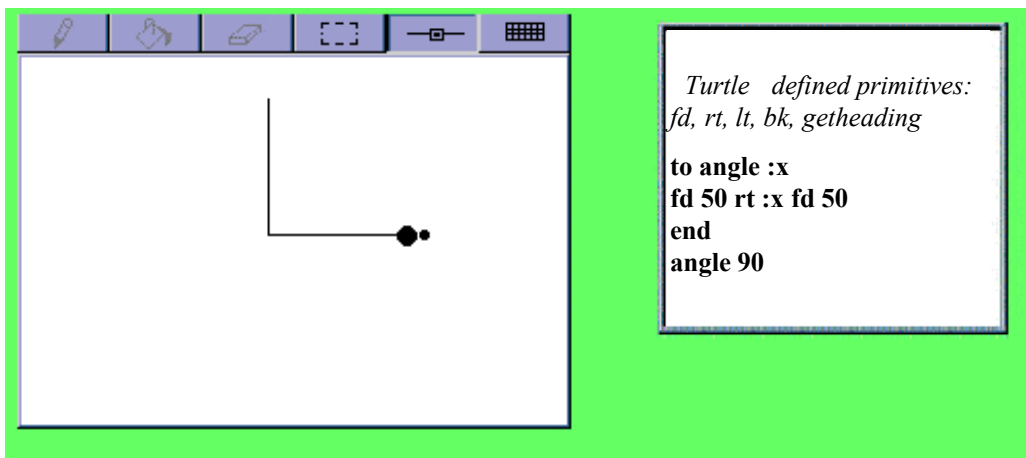 Turtle defined primitives:
fd, rt, lt, bk, getheading
to angle :x
fd 50 rt :x fd 50
end
angle 90